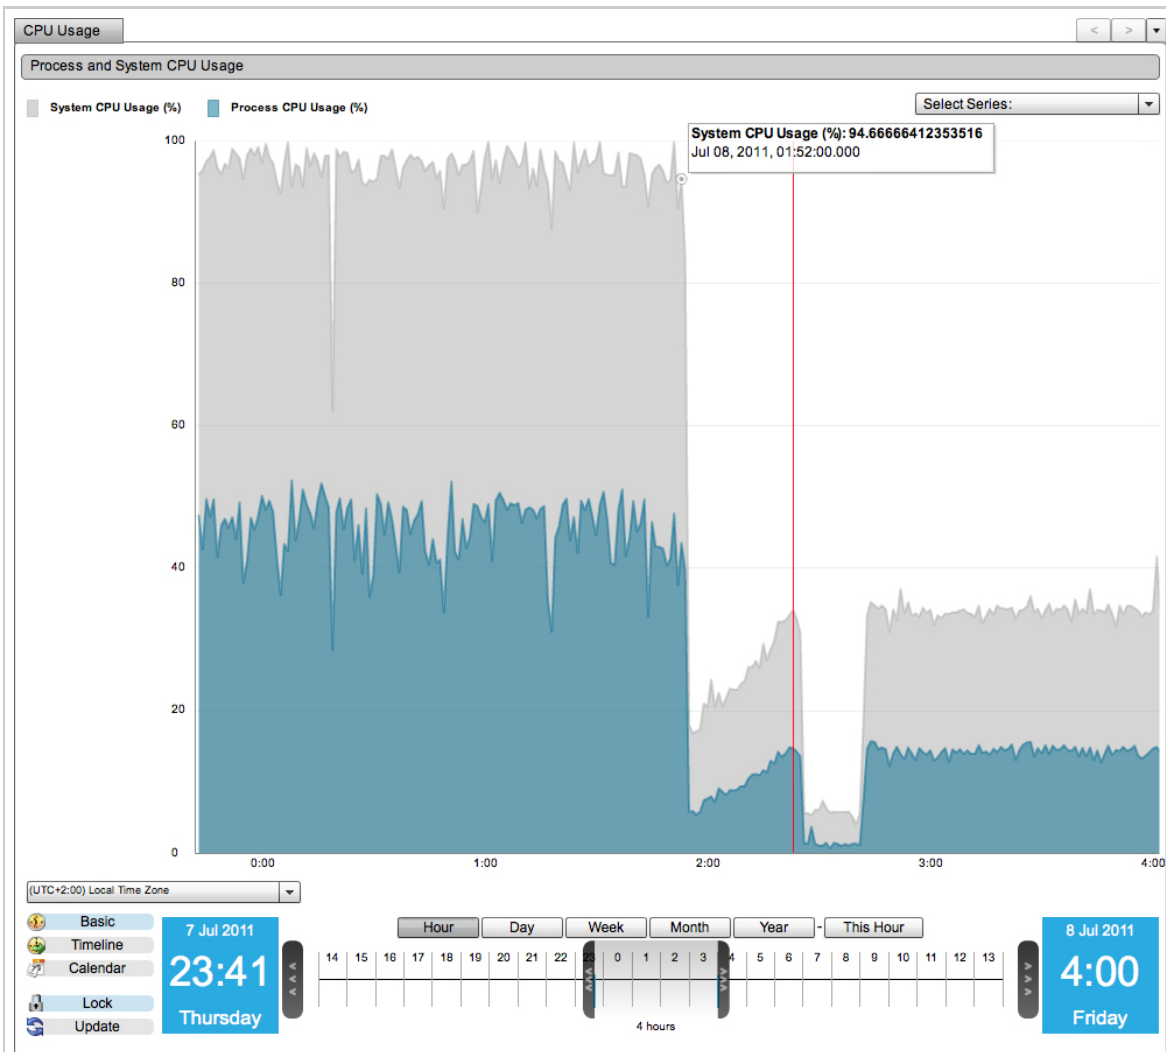 CPU Usage
< >
Process and System CPU Usage
System CPU Usage (%) Process CPU Usage (%)
Select Series:
System CPU Usage (%): 94.66666412353516
Jul 08, 2011, 01:52:00.000
100
80
60
40
20
0
0:00 1:00 2:00 3:00 4:00
(UTC+2:00) Local Time Zone
Basic
Timeline
Calendar
Lock
Update
7 Jul 2011
23:41
Thursday
Hour Day Week Month Year - This Hour
14 15 16 17 18 19 20 21 22 23 0 1 2 3 4 5 6 7 8 9 10 11 12 13
4 hours
8 Jul 2011
4:00
Friday